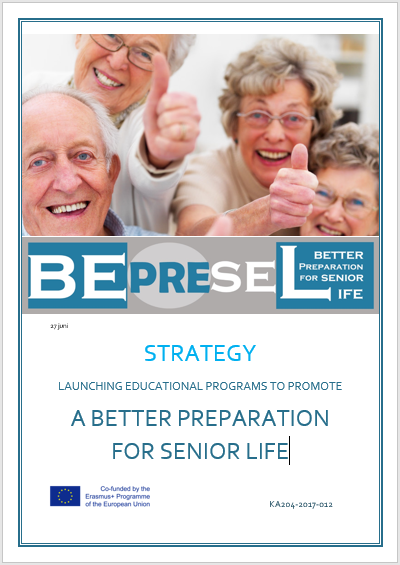 BEPRESEL
BETTER
PREPARATION
FOR SENIOR
IFE
27 juni
STRATEGY
LAUNCHING EDUCATIONAL PROGRAMS TO PROMOTE
A BETTER PREPARATION
FOR SENIOR LIFE
Co-funded by the
Erasmus+ Programme
of the European Union
KA204-2017-012